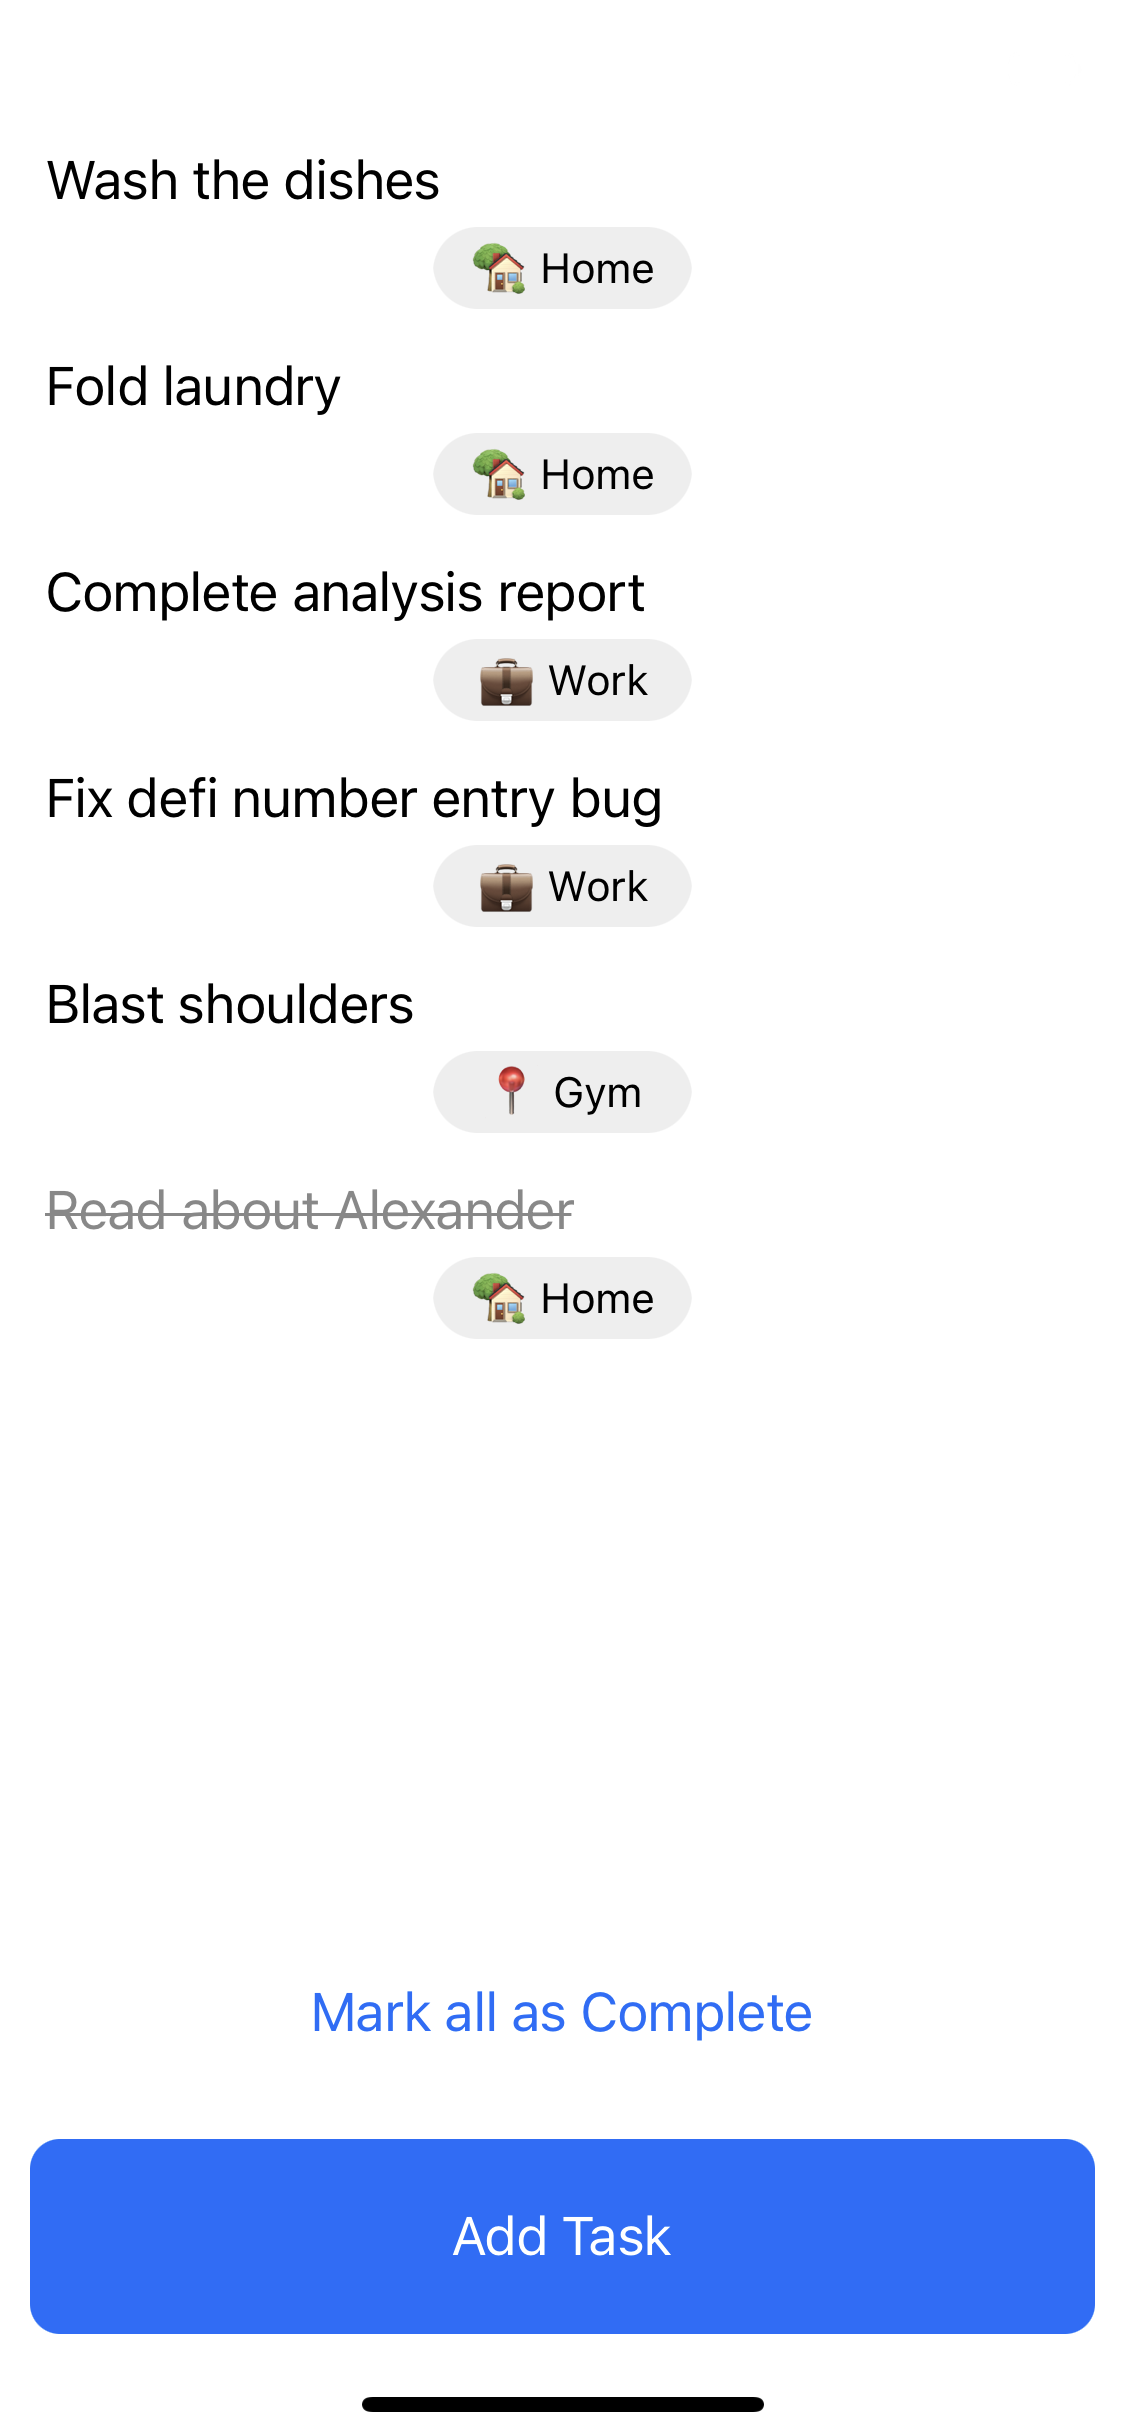 Wash the dishes
🏡 Home
Fold laundry
🏡 Home
Complete analysis report
💼 Work
Fix defi number entry bug
💼 Work
Blast shoulders
📍 Gym
Read about Alexander
🏡 Home
Mark all as Complete
Add Task